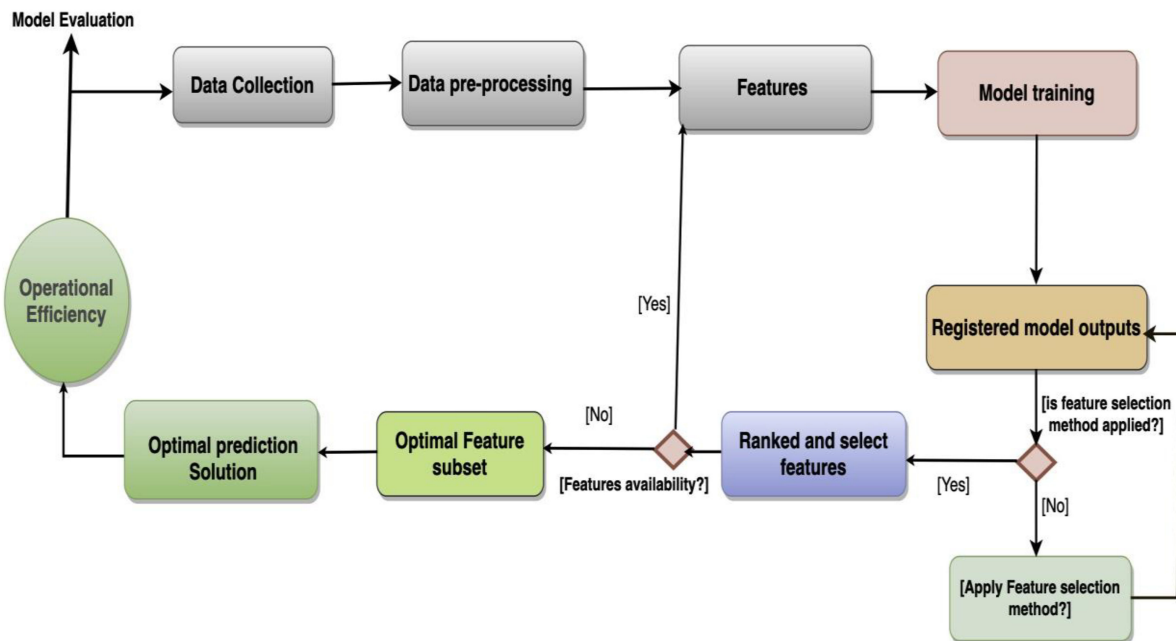 Model Evaluation
Data Collection
Data pre-processing
Features
Model training
Operational
Efficiency
[Yes]
Registered model outputs
[is feature selection
method applied?]
[No]
Optimal prediction
Solution
Optimal Feature
subset
[Features availability?]
Ranked and select
features
[Yes]
[No]
[Apply Feature selection
method?]